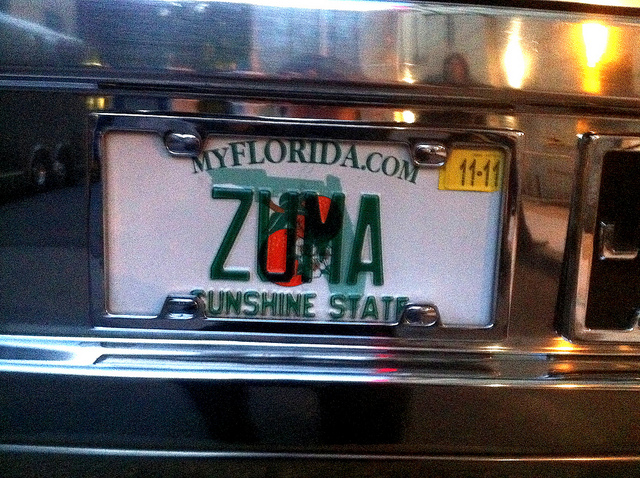 MYFLORIDA.COM
11-11
ZUMA
SUNSHINE STATE